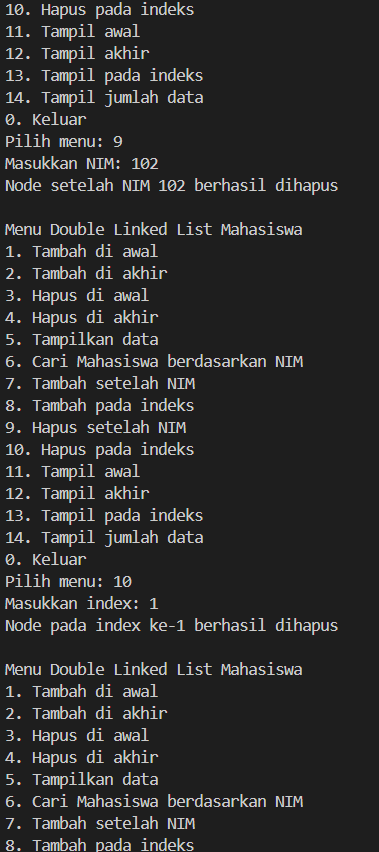 10. Hapus pada indeks
11. Tampil awal
12. Tampil akhir
13. Tampil pada indeks
14. Tampil jumlah data
0. Keluar
Pilih menu: 9
Masukkan NIM: 102
Node setelah NIM 102 berhasil dihapus

Menu Double Linked List Mahasiswa
1. Tambah di awal
2. Tambah di akhir
3. Hapus di awal
4. Hapus di akhir
5. Tampilkan data
6. Cari Mahasiswa berdasarkan NIM
7. Tambah setelah NIM
8. Tambah pada indeks
9. Hapus setelah NIM
10. Hapus pada indeks
11. Tampil awal
12. Tampil akhir
13. Tampil pada indeks
14. Tampil jumlah data
0. Keluar
Pilih menu: 10
Masukkan index: 1
Node pada index ke-1 berhasil dihapus

Menu Double Linked List Mahasiswa
1. Tambah di awal
2. Tambah di akhir
3. Hapus di awal
4. Hapus di akhir
5. Tampilkan data
6. Cari Mahasiswa berdasarkan NIM
7. Tambah setelah NIM
8. Tambah pada indeks